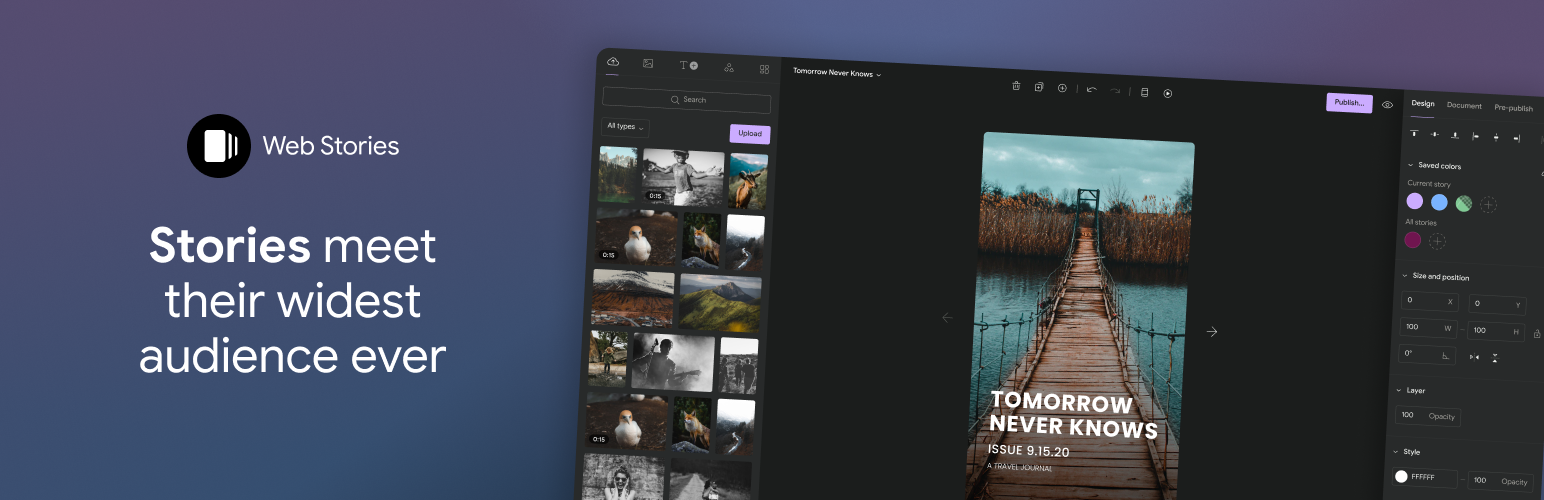 Web Stories
Stories meet
their widest
audience ever
Search
All types
Upload
0:15
0:15
0:15
Tomorrow Never Knows
Publish...
TOMORROW
NEVER KNOWS
ISSUE 9.15.20
A TRAVEL JOURNAL
Design Document Pre-publish
Saved colors
Current story
All stories
Size and position
0 X 0 Y
100 W 100 H
0°
Layer
100 Opacity
Style
FFFFFF 100 Opacity